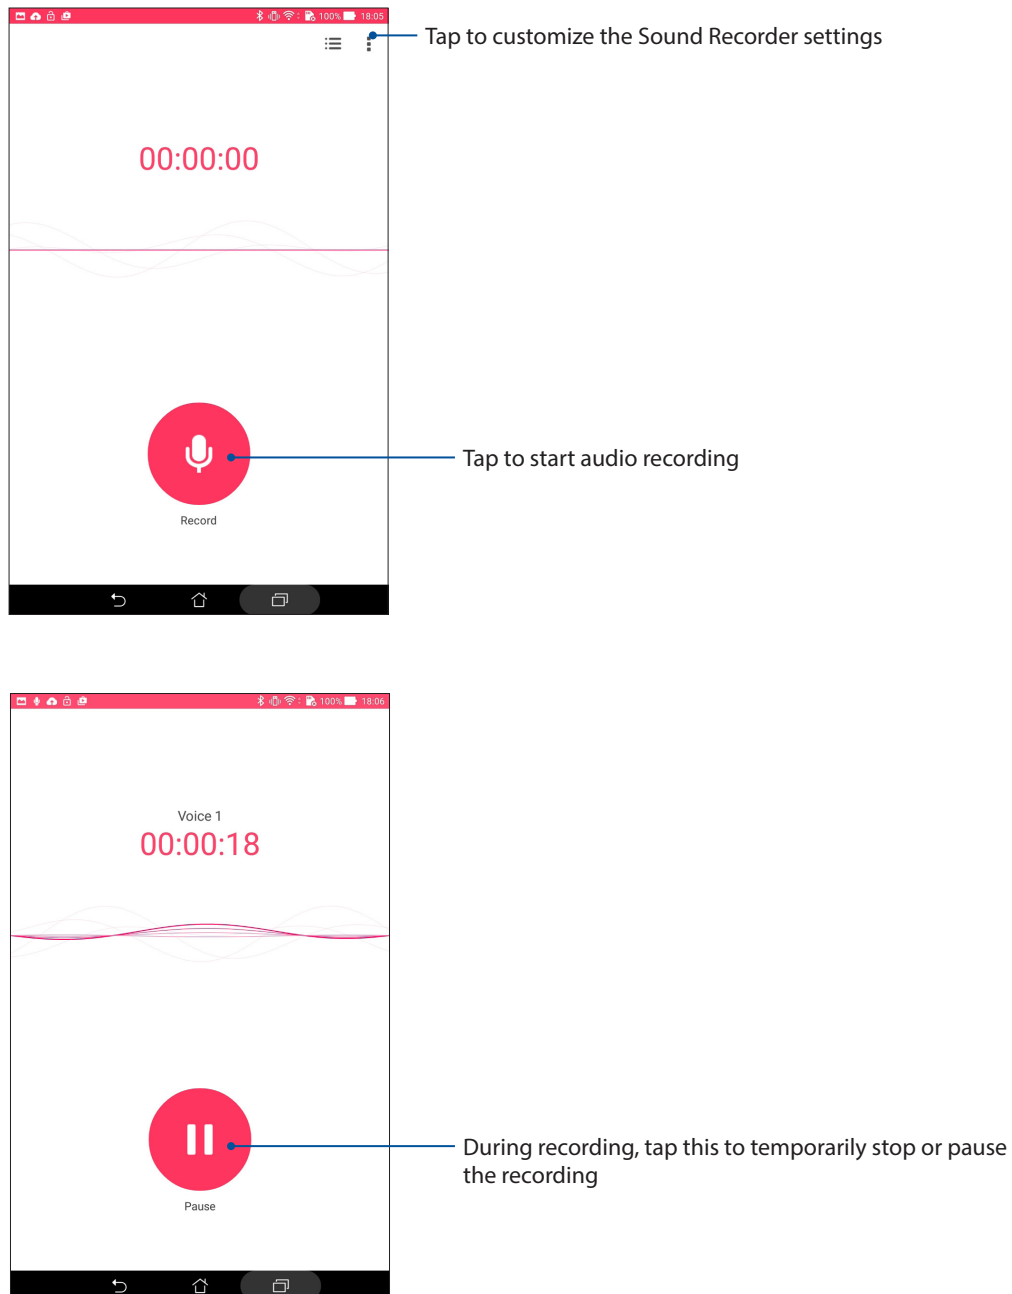 100% 18:05
Tap to customize the Sound Recorder settings
00:00:00
Tap to start audio recording
Record
100% 18:06
Voice 1
00:00:18
During recording, tap this to temporarily stop or pause
the recording
Pause